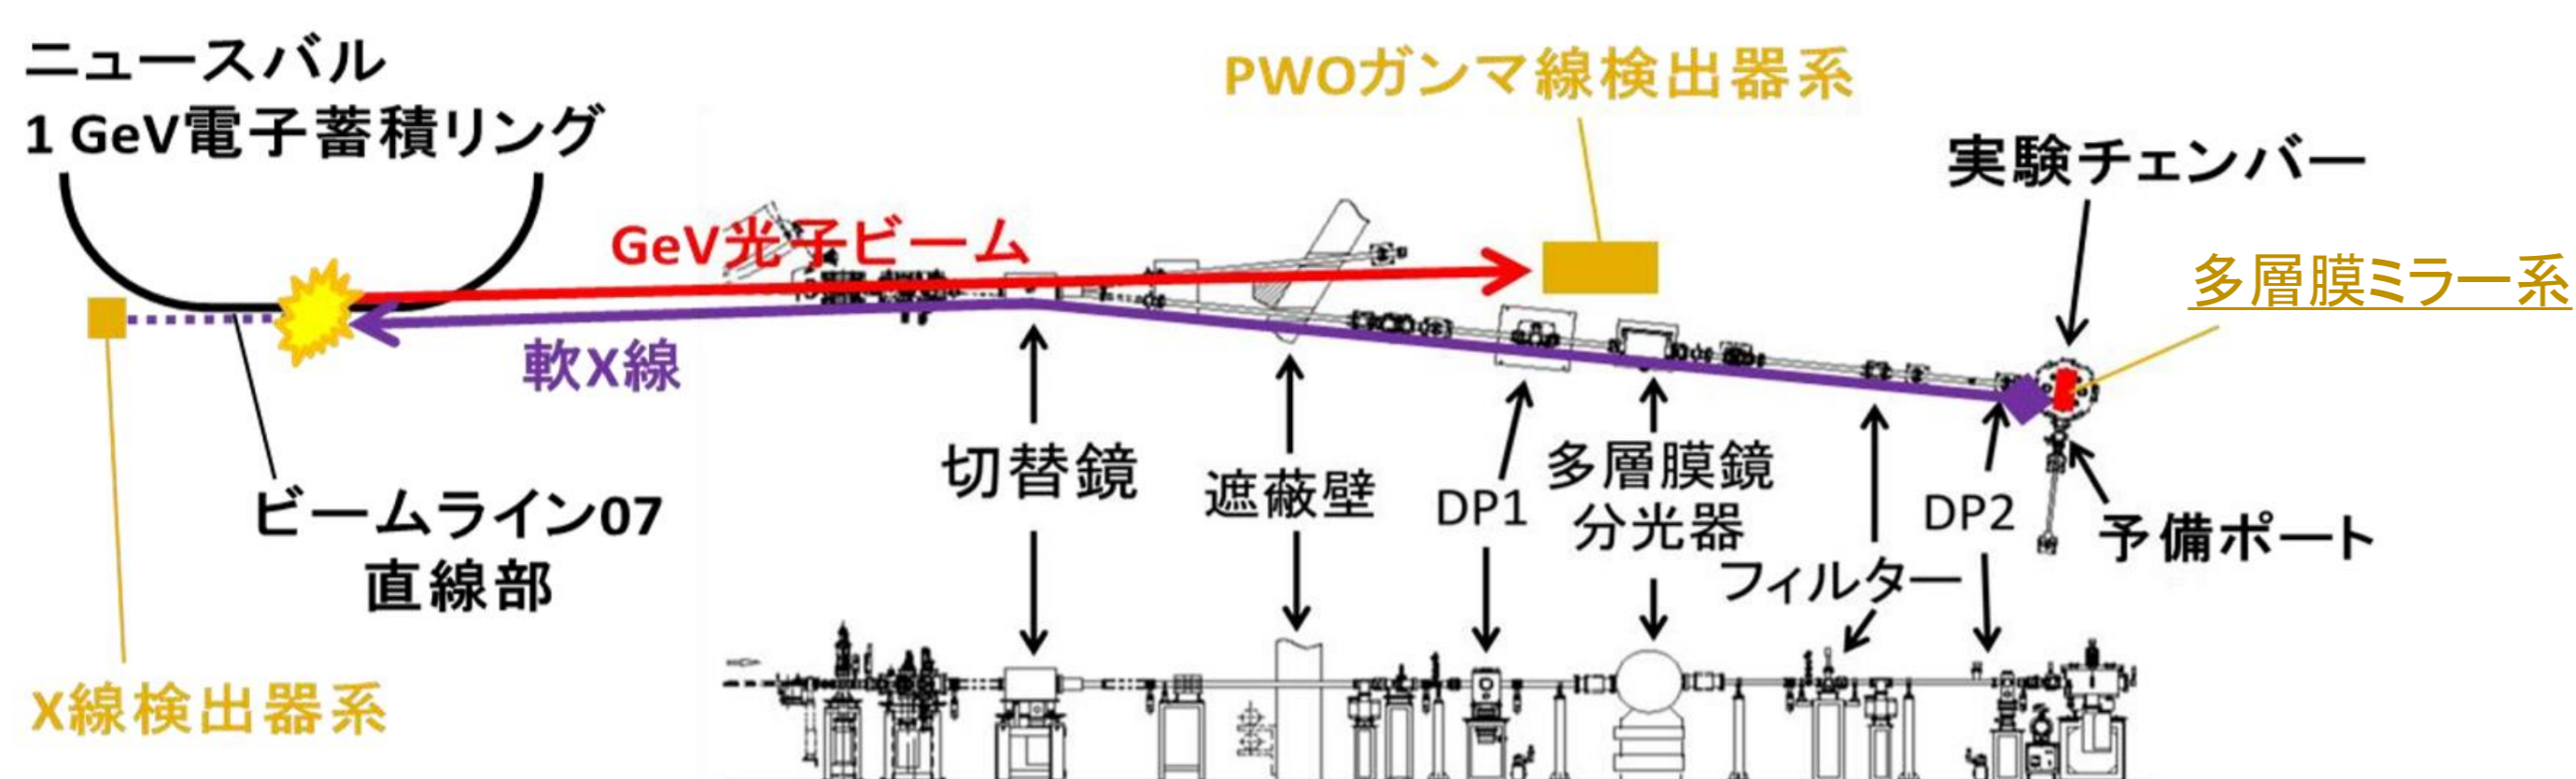 ニュースバル
1 GeV電子蓄積リング
PWOガンマ線検出器系
実験チェンバー
GeV光子ビーム
多層膜ミラー系
軟X線
切替鏡
遮蔽壁
DP1
多層膜鏡
分光器
DP2
フィルター
予備ポート
ビームライン07
直線部
X線検出器系